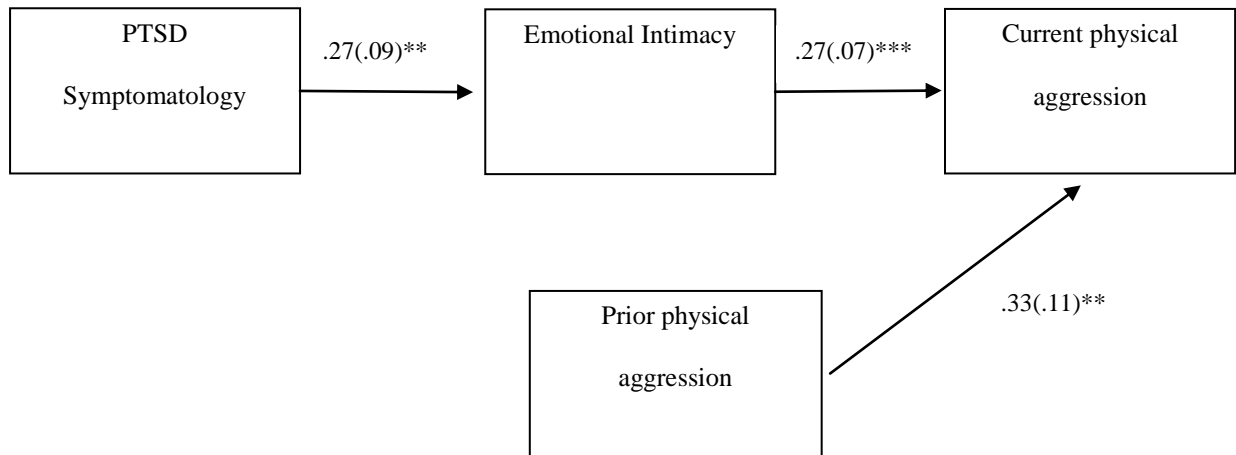 PTSD
Symptomatology
.27(.09)**
Emotional Intimacy
.27(.07)***
Current physical
aggression
Prior physical
aggression
.33(.11)**